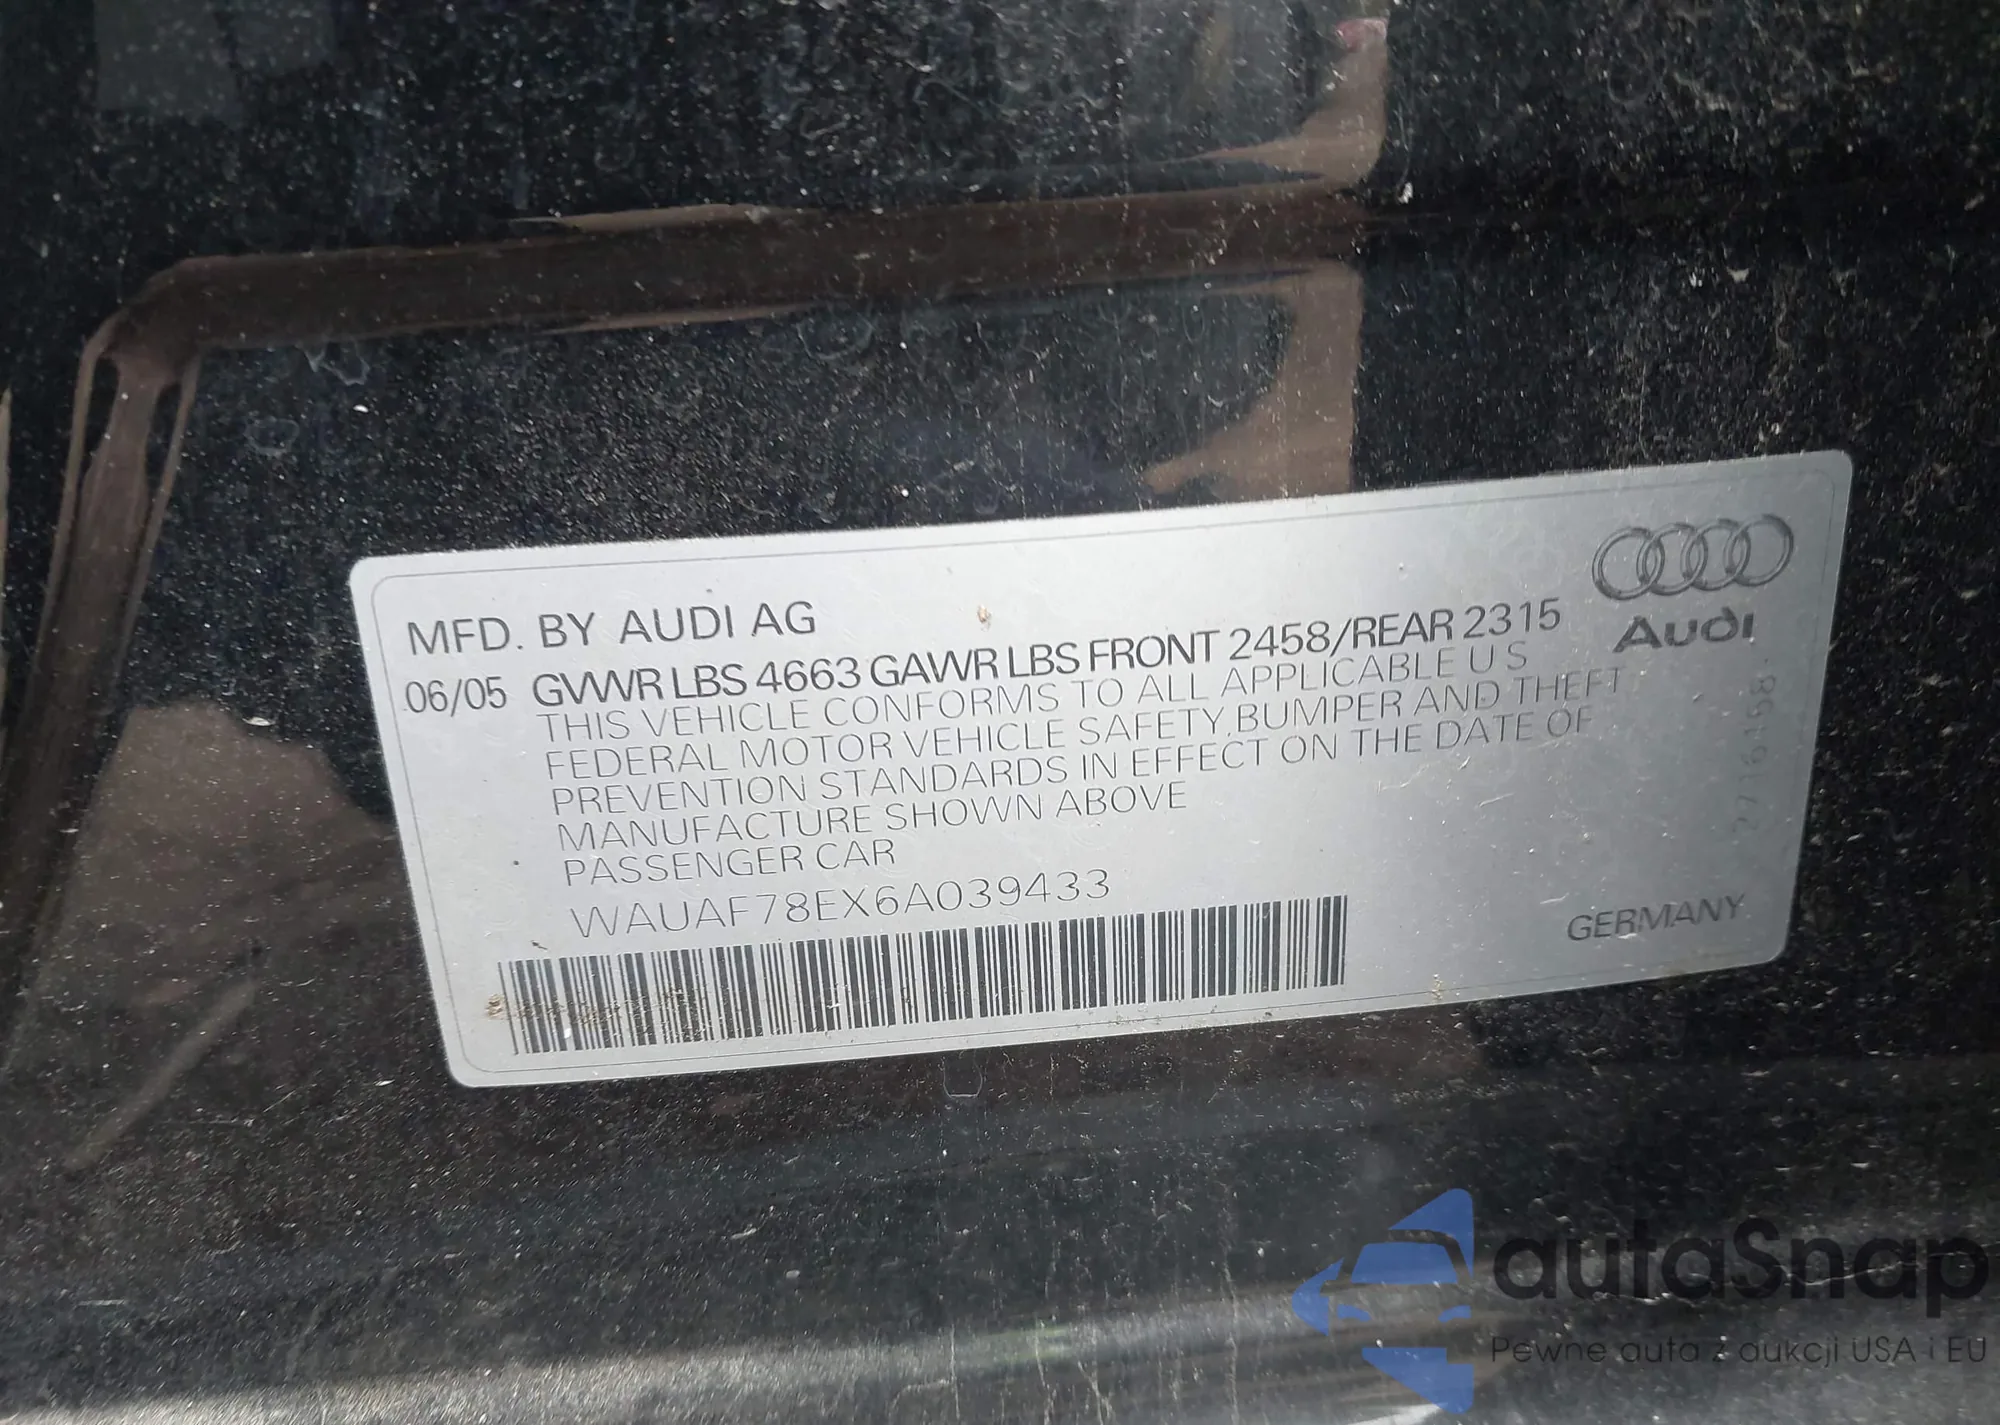 MFD. BY AUDI AG
06/05 GVWR LBS 4663 GAWR LBS FRONT 2458/REAR 2315
THIS VEHICLE CONFORMS TO ALL APPLICABLE U S
FEDERAL MOTOR VEHICLE SAFETY, BUMPER AND THEFT
PREVENTION STANDARDS IN EFFECT ON THE DATE OF
MANUFACTURE SHOWN ABOVE
PASSENGER CAR
WAUAF78EX6A039433
Audi
GERMANY
autaSnap
Pewne auta z aukcji USA i EU